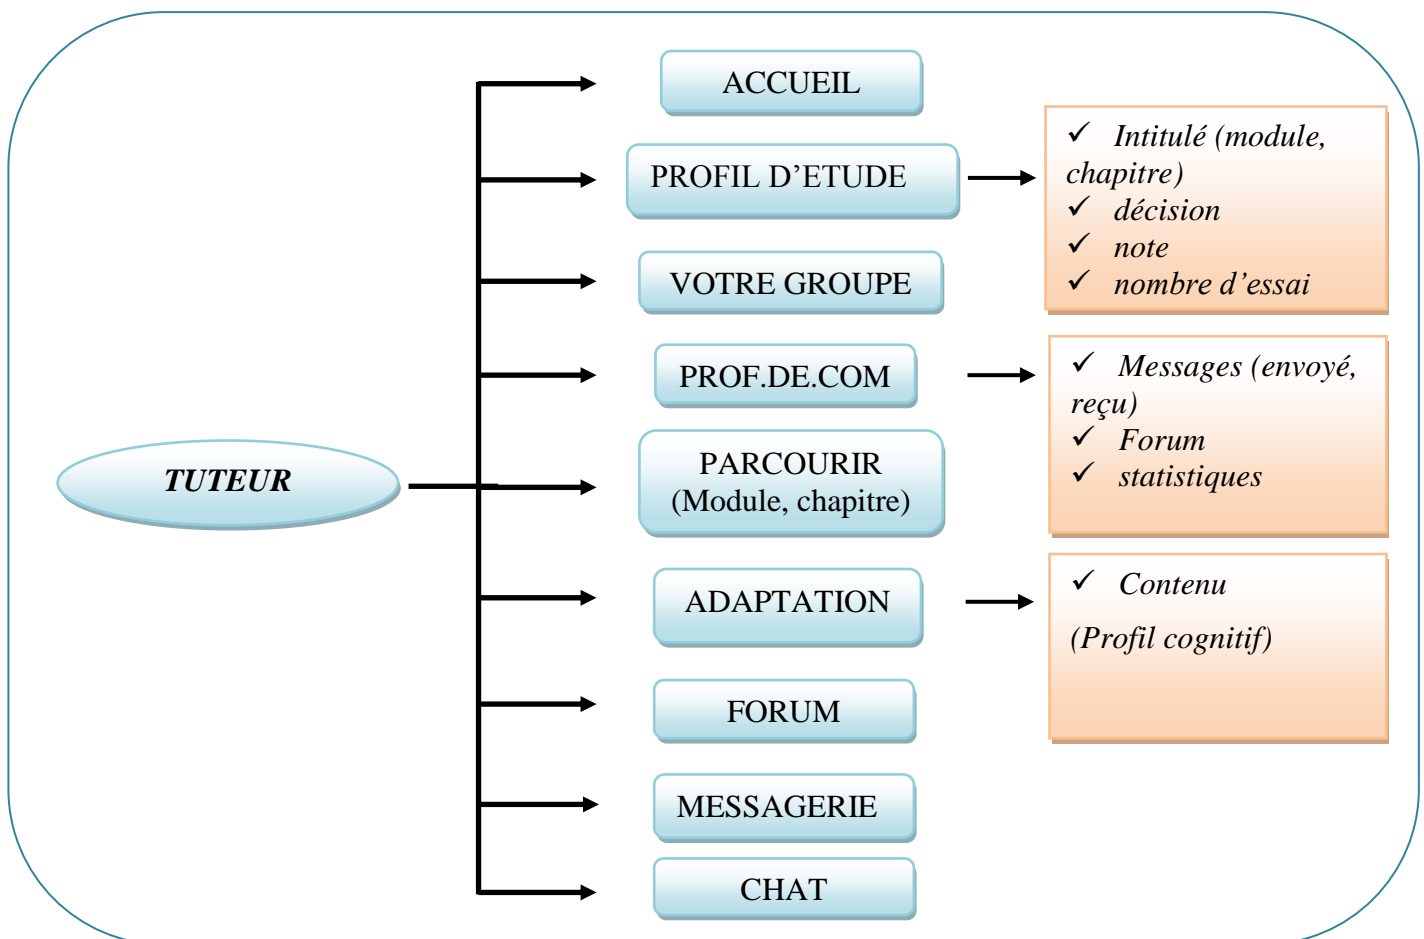 ACCUEIL
PROFIL D’ETUDE
✓ Intitulé (module,
chapitre)
✓ décision
✓ note
✓ nombre d’essai
VOTRE GROUPE
PROF.DE.COM
✓ Messages (envoyé,
reçu)
✓ Forum
✓ statistiques
TUTEUR
PARCOURIR
(Module, chapitre)
ADAPTATION
✓ Contenu
(Profil cognitif)
FORUM
MESSAGERIE
CHAT